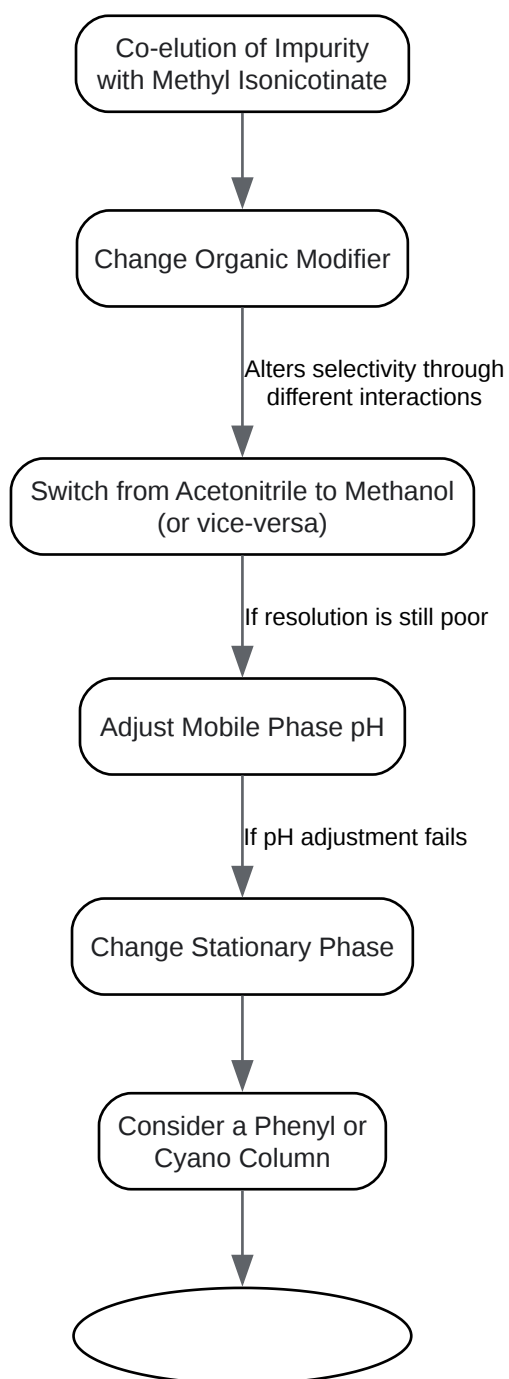 Co-elution of Impurity
with Methyl Isonicotinate
Change Organic Modifier
Alters selectivity through
different interactions
Switch from Acetonitrile to Methanol
(or vice-versa)
If resolution is still poor
Adjust Mobile Phase pH
If pH adjustment fails
Change Stationary Phase
Consider a Phenyl or
Cyano Column